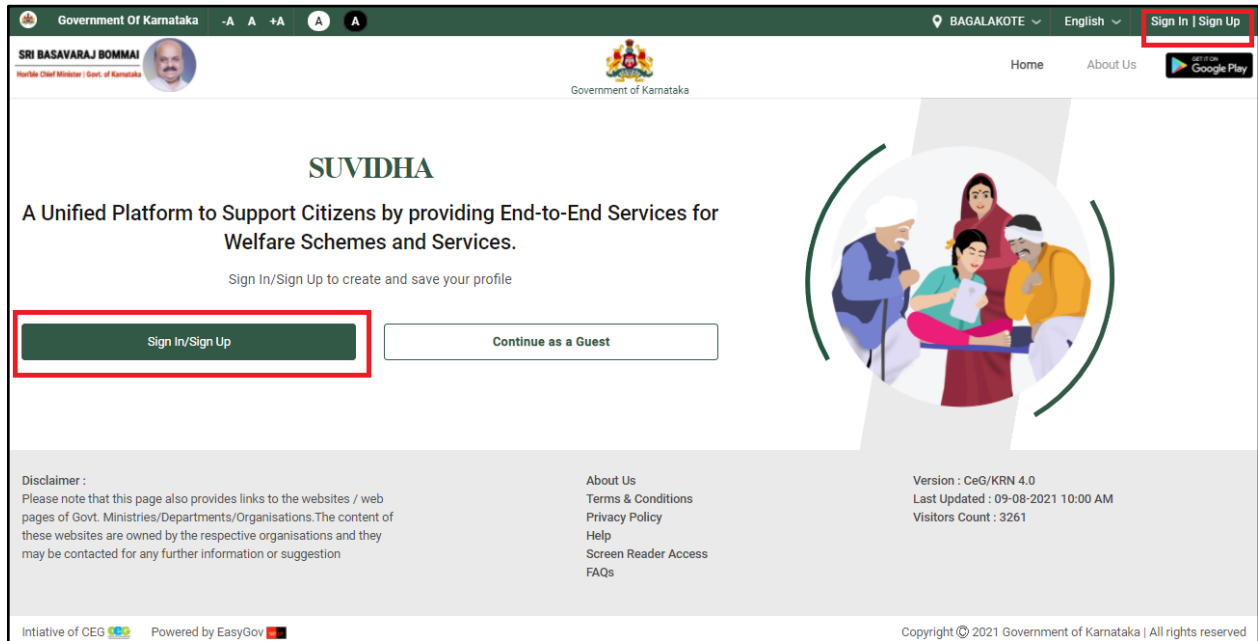 Government Of Karnataka -A A +A A A BAGALAKOTE English Sign In | Sign Up
SRI BASAVARAJ BOMMAI
Hon'ble Chief Minister | Govt. of Karnataka
Government of Karnataka
Home About Us GET IT ON Google Play
SUVIDHA
A Unified Platform to Support Citizens by providing End-to-End Services for
Welfare Schemes and Services.
Sign In/Sign Up to create and save your profile
Sign In/Sign Up Continue as a Guest
Disclaimer :
Please note that this page also provides links to the websites / web
pages of Govt. Ministries/Departments/Organisations.The content of
these websites are owned by the respective organisations and they
may be contacted for any further information or suggestion
About Us
Terms & Conditions
Privacy Policy
Help
Screen Reader Access
FAQs
Version : CeG/KRN 4.0
Last Updated : 09-08-2021 10:00 AM
Visitors Count : 3261
Intiative of CEG CEG Powered by EasyGov
Copyright © 2021 Government of Karnataka | All rights reserved